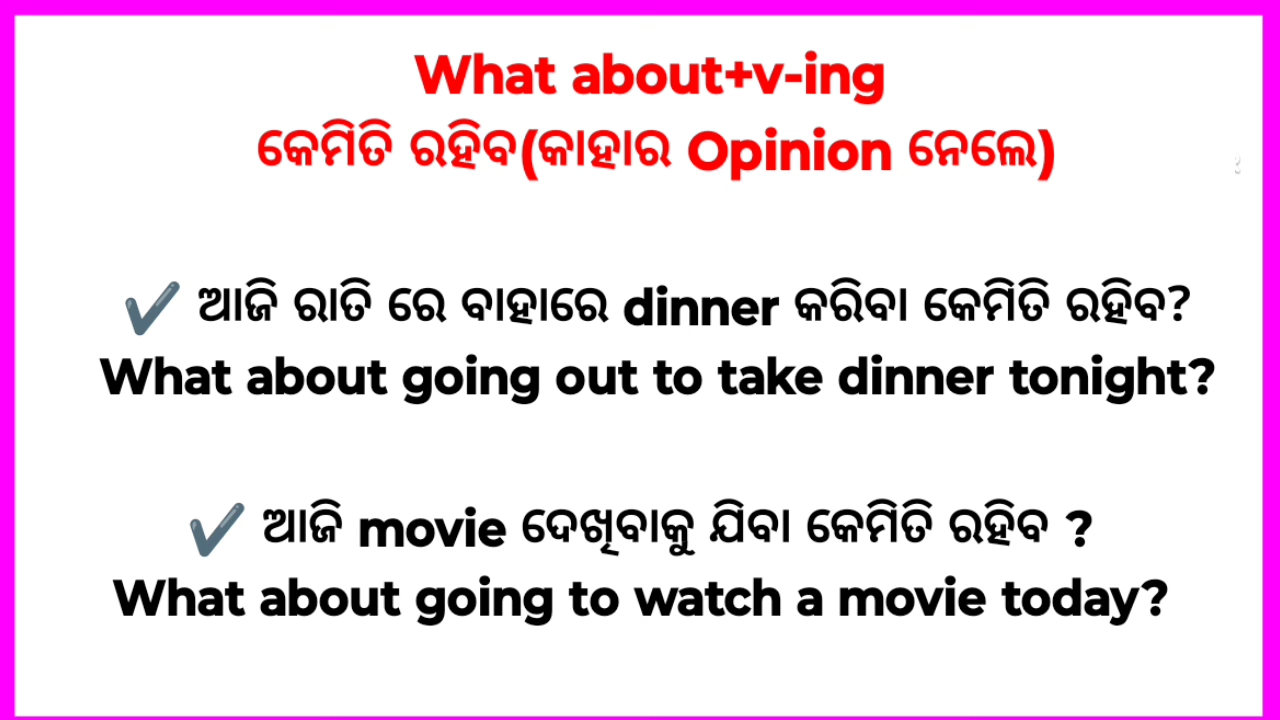 What about+v-ing
କେମିତି ରହିବ(କାହାର Opinion ନେଲେ)
✔ ଆଜି ରାତି ରେ ବାହାରେ dinner କରିବା କେମିତି ରହିବ?
What about going out to take dinner tonight?
✔ ଆଜି movie ଦେଖିବାକୁ ଯିବା କେମିତି ରହିବ ?
What about going to watch a movie today?